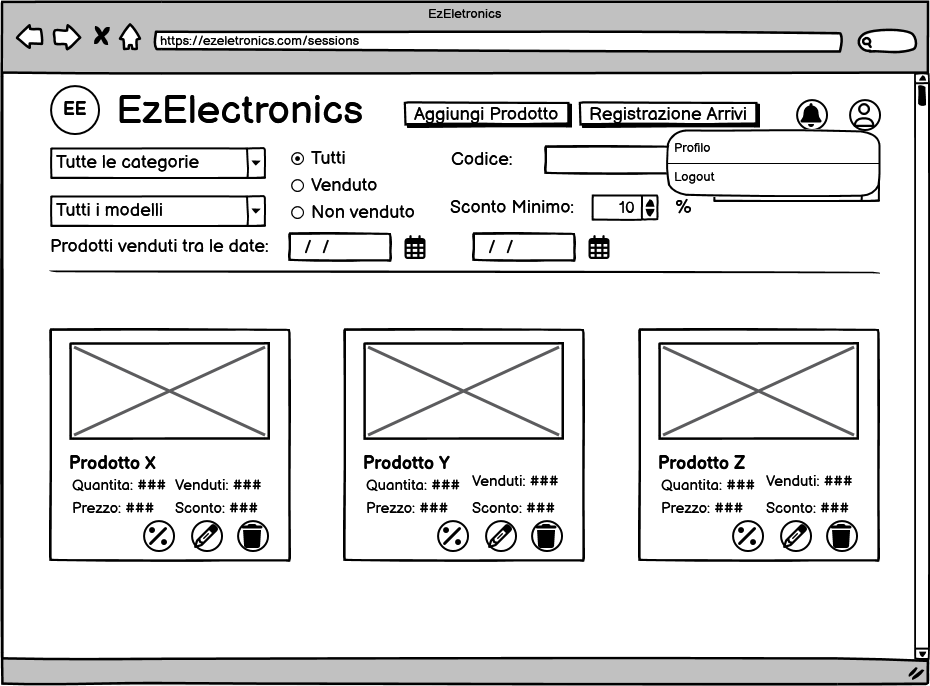 EzEletronics
https://ezeletronics.com/sessions
EE EzElectronics Aggiungi Prodotto Registrazione Arrivi
Profilo
Logout
Tutte le categorie
Tutti
Codice:
Venduto
Tutti i modelli
Non venduto
Sconto Minimo: 10 %
Prodotti venduti tra le date: / / / /
Prodotto X
Quantita: ### Venduti: ###
Prezzo: ### Sconto: ###
Prodotto Y
Quantita: ### Venduti: ###
Prezzo: ### Sconto: ###
Prodotto Z
Quantita: ### Venduti: ###
Prezzo: ### Sconto: ###